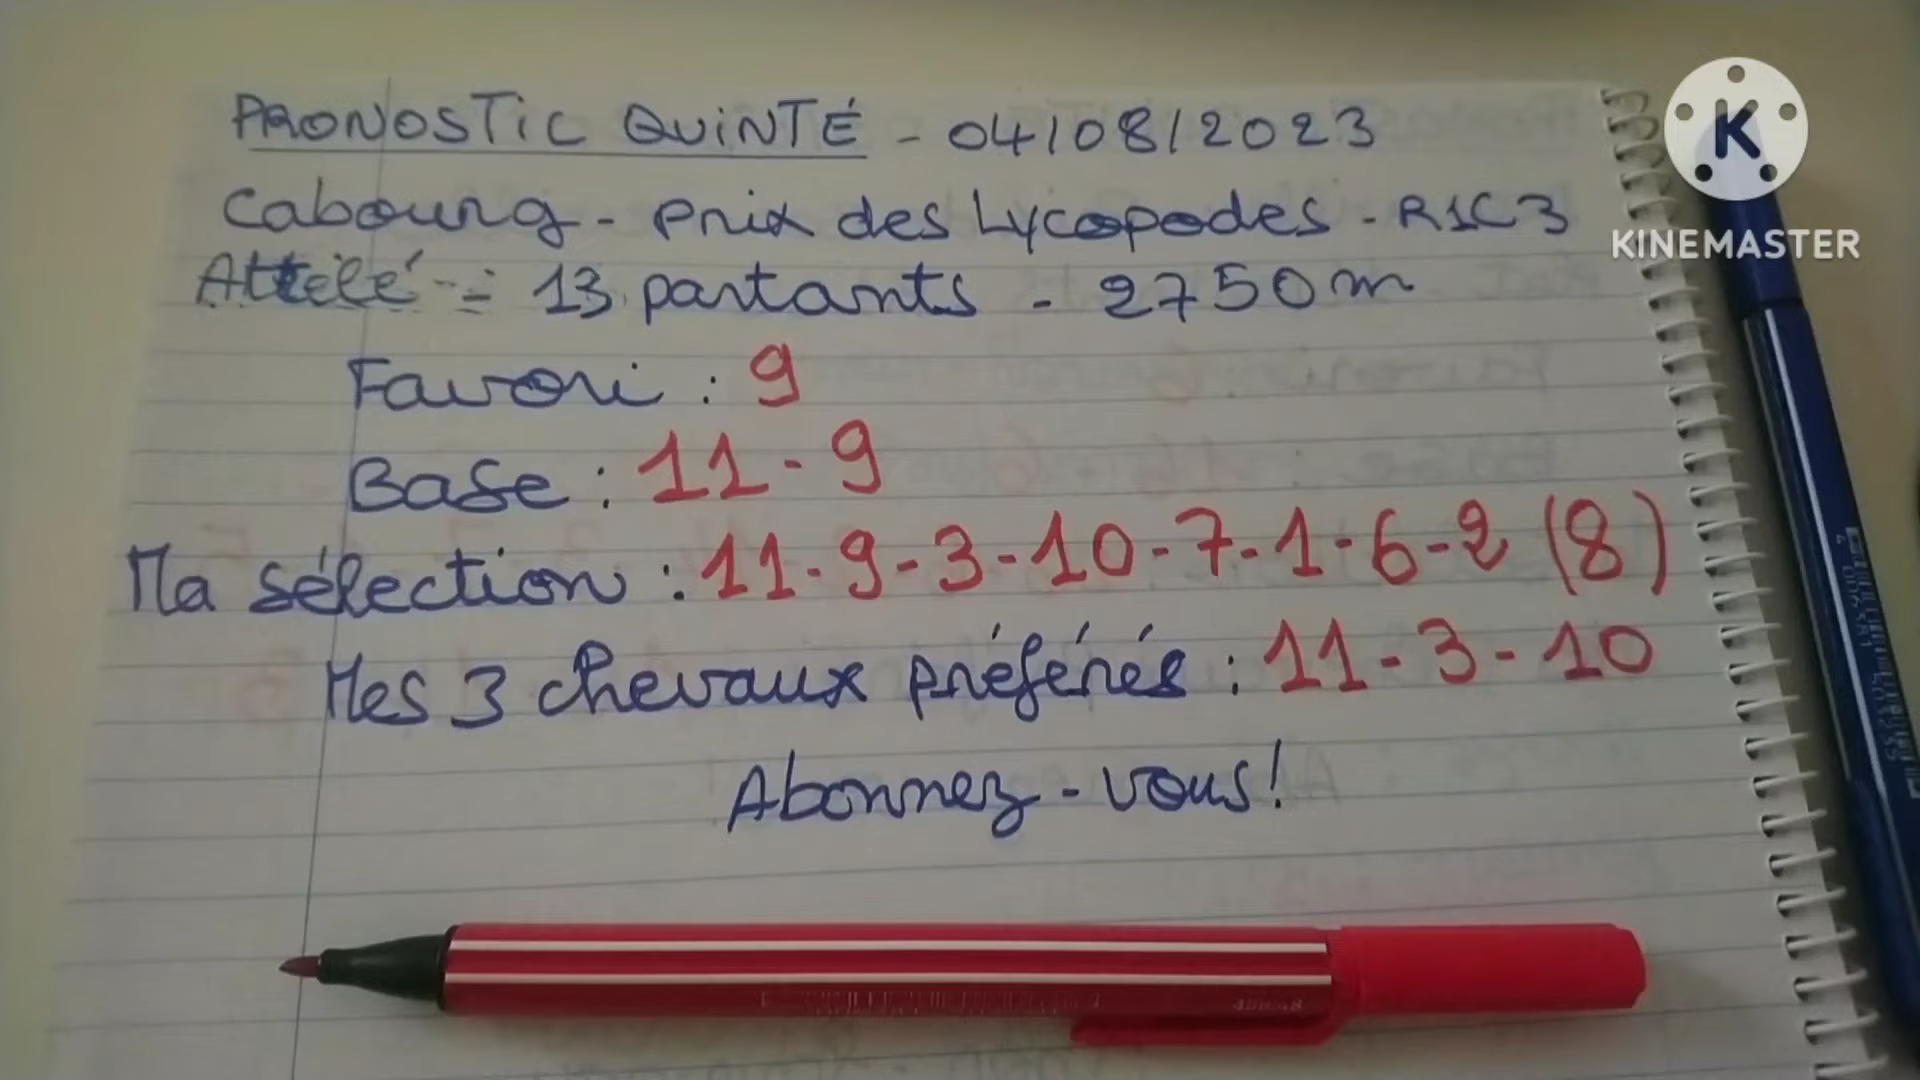 PRONOSTIC QUINTÉ - 04/08/2023
KINEMASTER
Cabourg - Prix des Lycopodes - R1C3
Attelé - 13 partants - 2750m
Favori : 9
Base : 11 - 9
Ma sélection : 11 - 9 - 3 - 10 - 7 - 1 - 6 - 2 (8)
Mes 3 chevaux préférés : 11 - 3 - 10
Abonnez-vous!